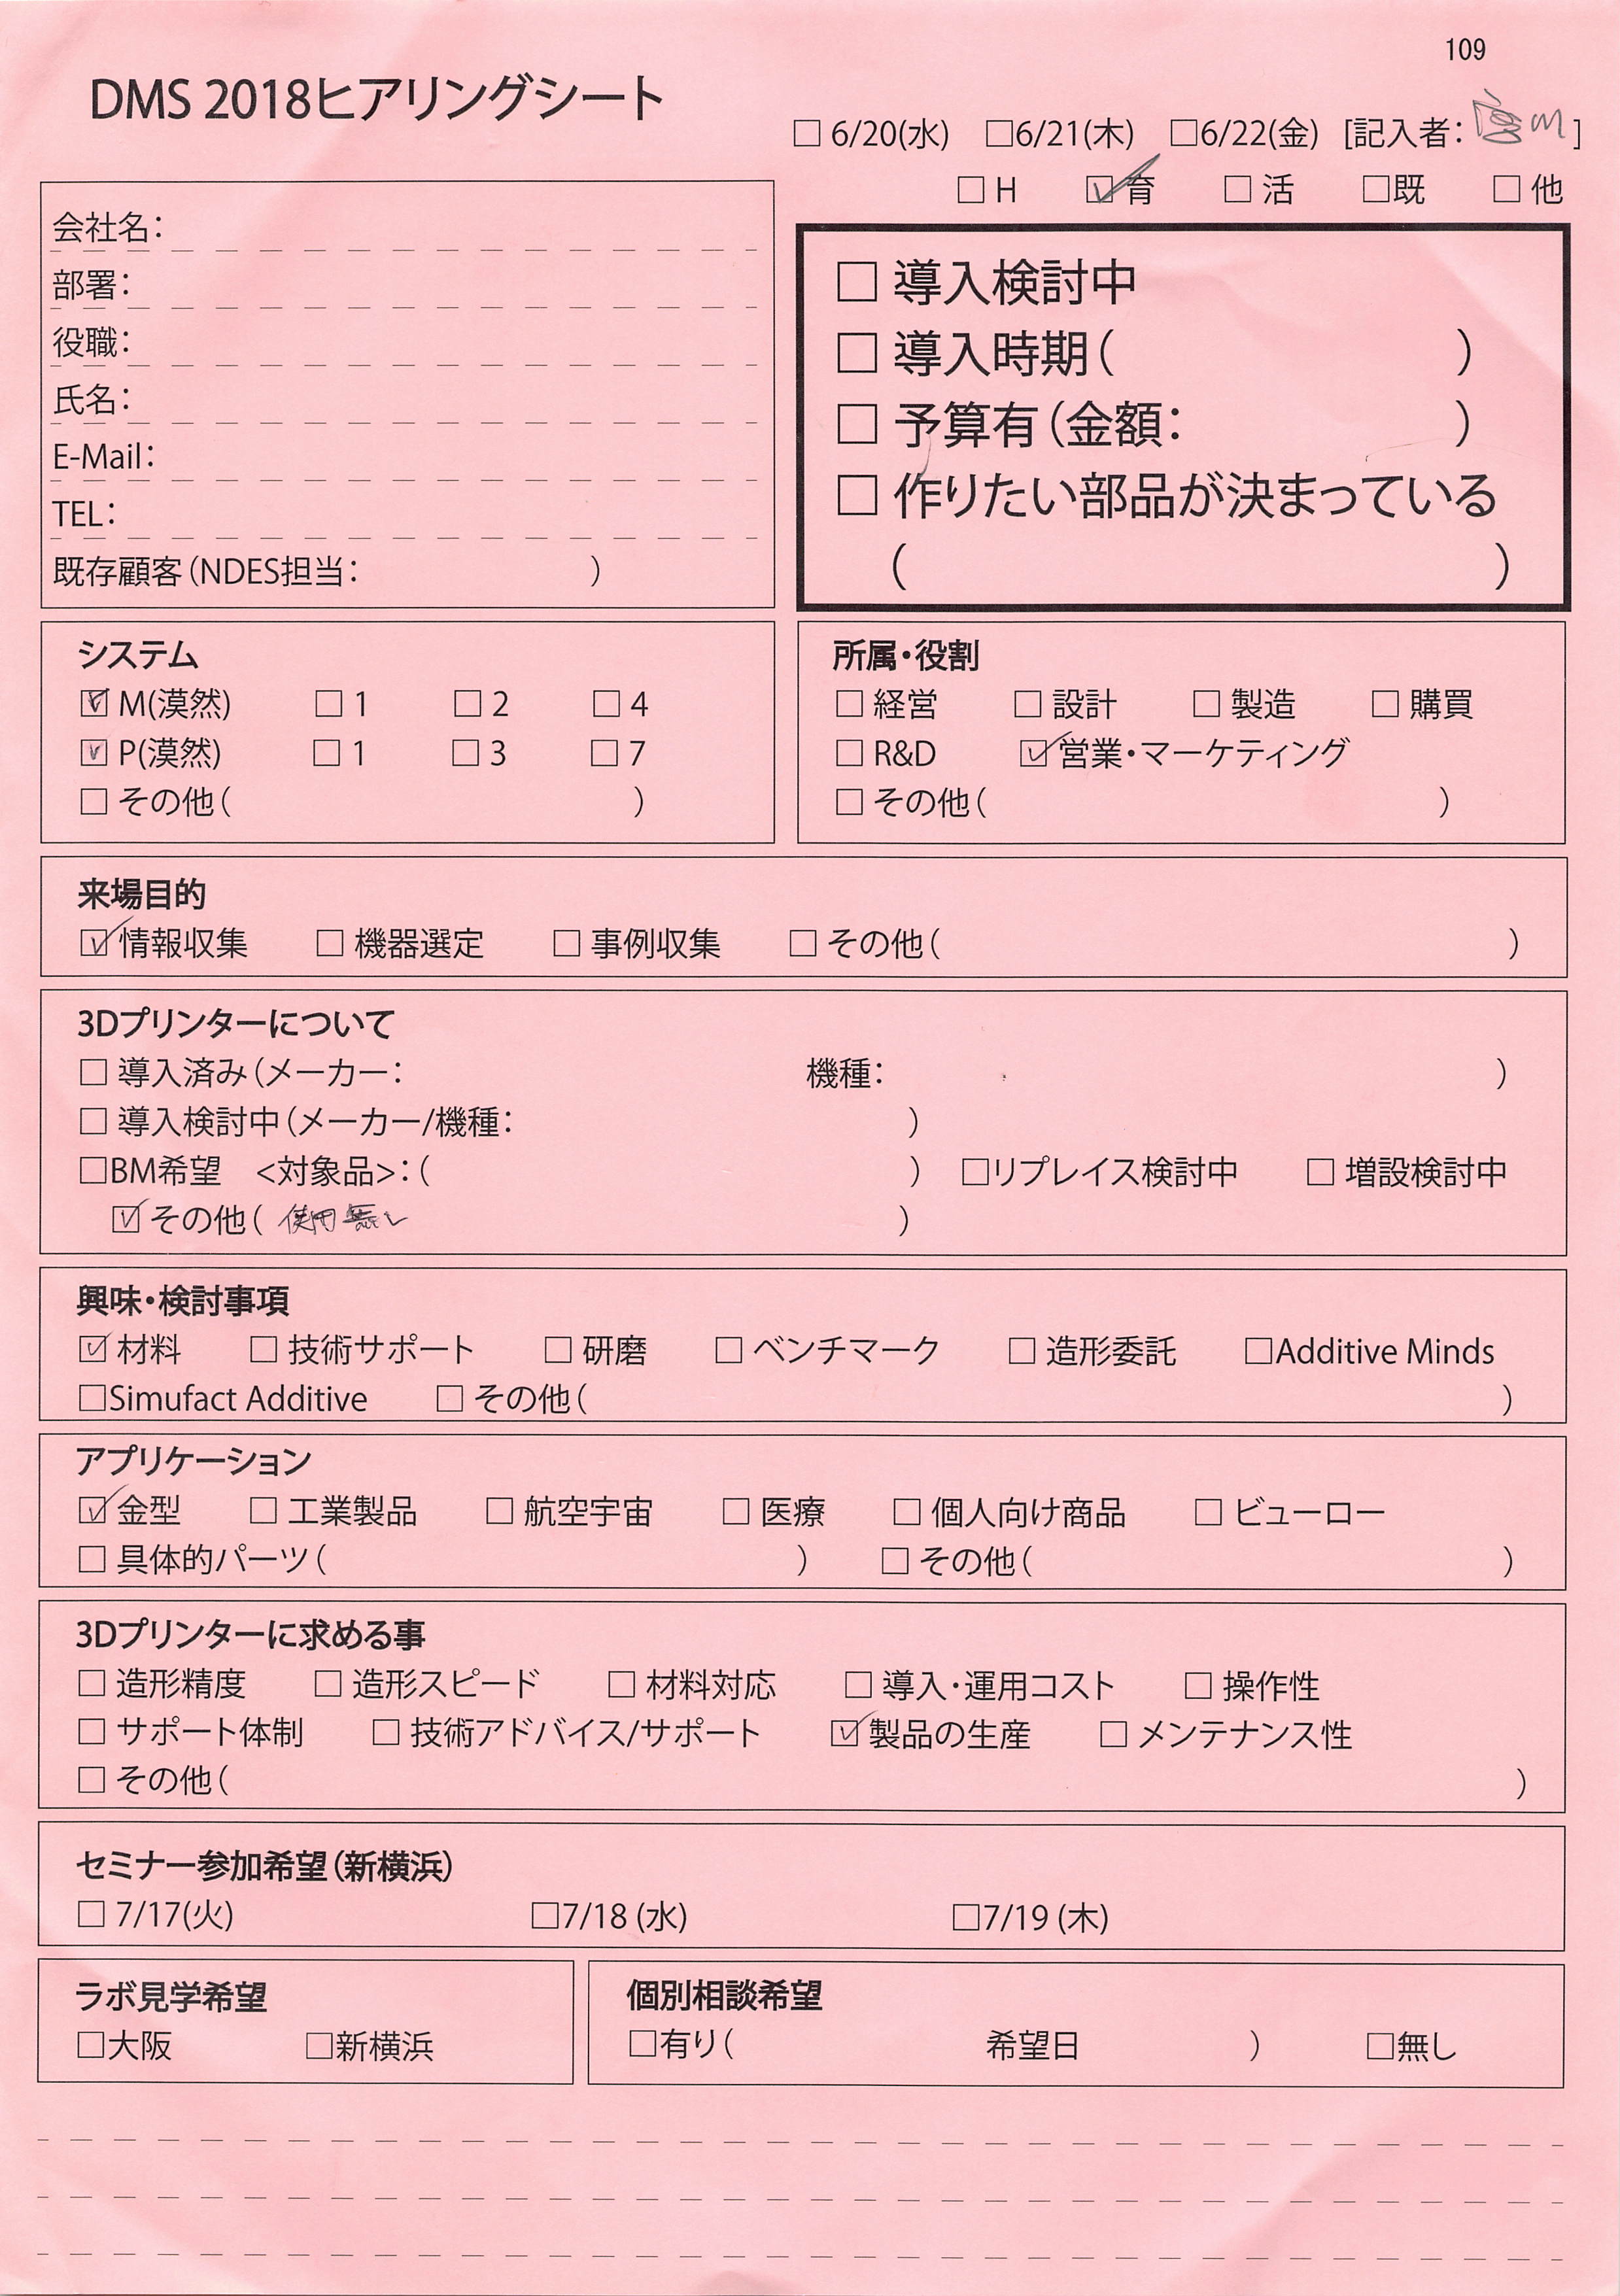 109
DMS 2018ヒアリングシート
□ 6/20(水) □6/21(木) □6/22(金) [記入者: ]
□ H ☑ 育 □ 活 □既 □ 他
会社名:
部署:
役職:
氏名:
E-Mail:
TEL:
既存顧客(NDES担当: )
□ 導入検討中
□ 導入時期( )
□ 予算有(金額: )
□ 作りたい部品が決まっている
( )
システム
☑ M(漠然) □ 1 □ 2 □ 4
☑ P(漠然) □ 1 □ 3 □ 7
□ その他( )
所属・役割
□ 経営 □ 設計 □ 製造 □ 購買
□ R&D ☑ 営業・マーケティング
□ その他( )
来場目的
☑ 情報収集 □ 機器選定 □ 事例収集 □ その他( )
3Dプリンターについて
□ 導入済み(メーカー: 機種: )
□ 導入検討中(メーカー/機種: )
□BM希望 <対象品>:( ) □リプレイス検討中 □ 増設検討中
☑ その他( 使用無し )
興味・検討事項
☑ 材料 □ 技術サポート □ 研磨 □ ベンチマーク □ 造形委託 □Additive Minds
□Simufact Additive □ その他( )
アプリケーション
☑ 金型 □ 工業製品 □ 航空宇宙 □ 医療 □ 個人向け商品 □ ビューロー
□ 具体的パーツ( ) □ その他( )
3Dプリンターに求める事
□ 造形精度 □ 造形スピード □ 材料対応 □ 導入・運用コスト □ 操作性
□ サポート体制 □ 技術アドバイス/サポート ☑ 製品の生産 □ メンテナンス性
□ その他( )
セミナー参加希望(新横浜)
□ 7/17(火) □7/18 (水) □7/19 (木)
ラボ見学希望
□大阪 □新横浜
個別相談希望
□有り( 希望日 ) □無し